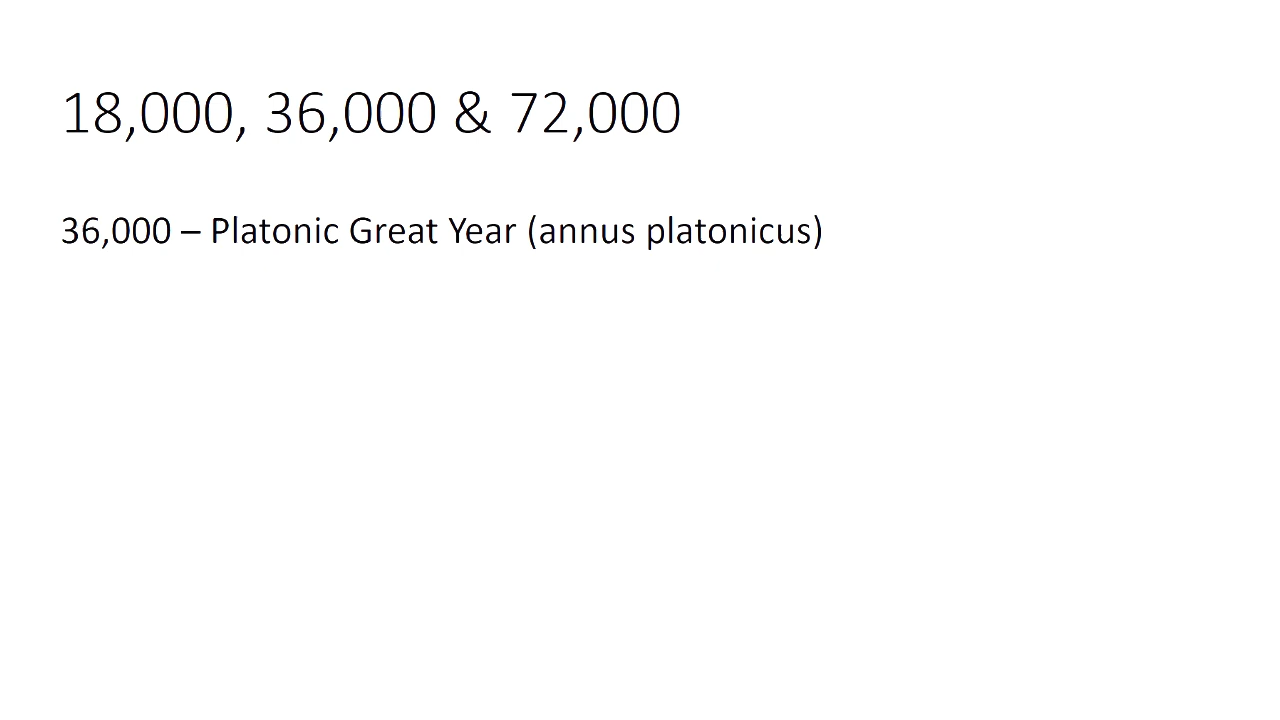 18,000, 36,000 & 72,000
36,000 – Platonic Great Year (annus platonicus)